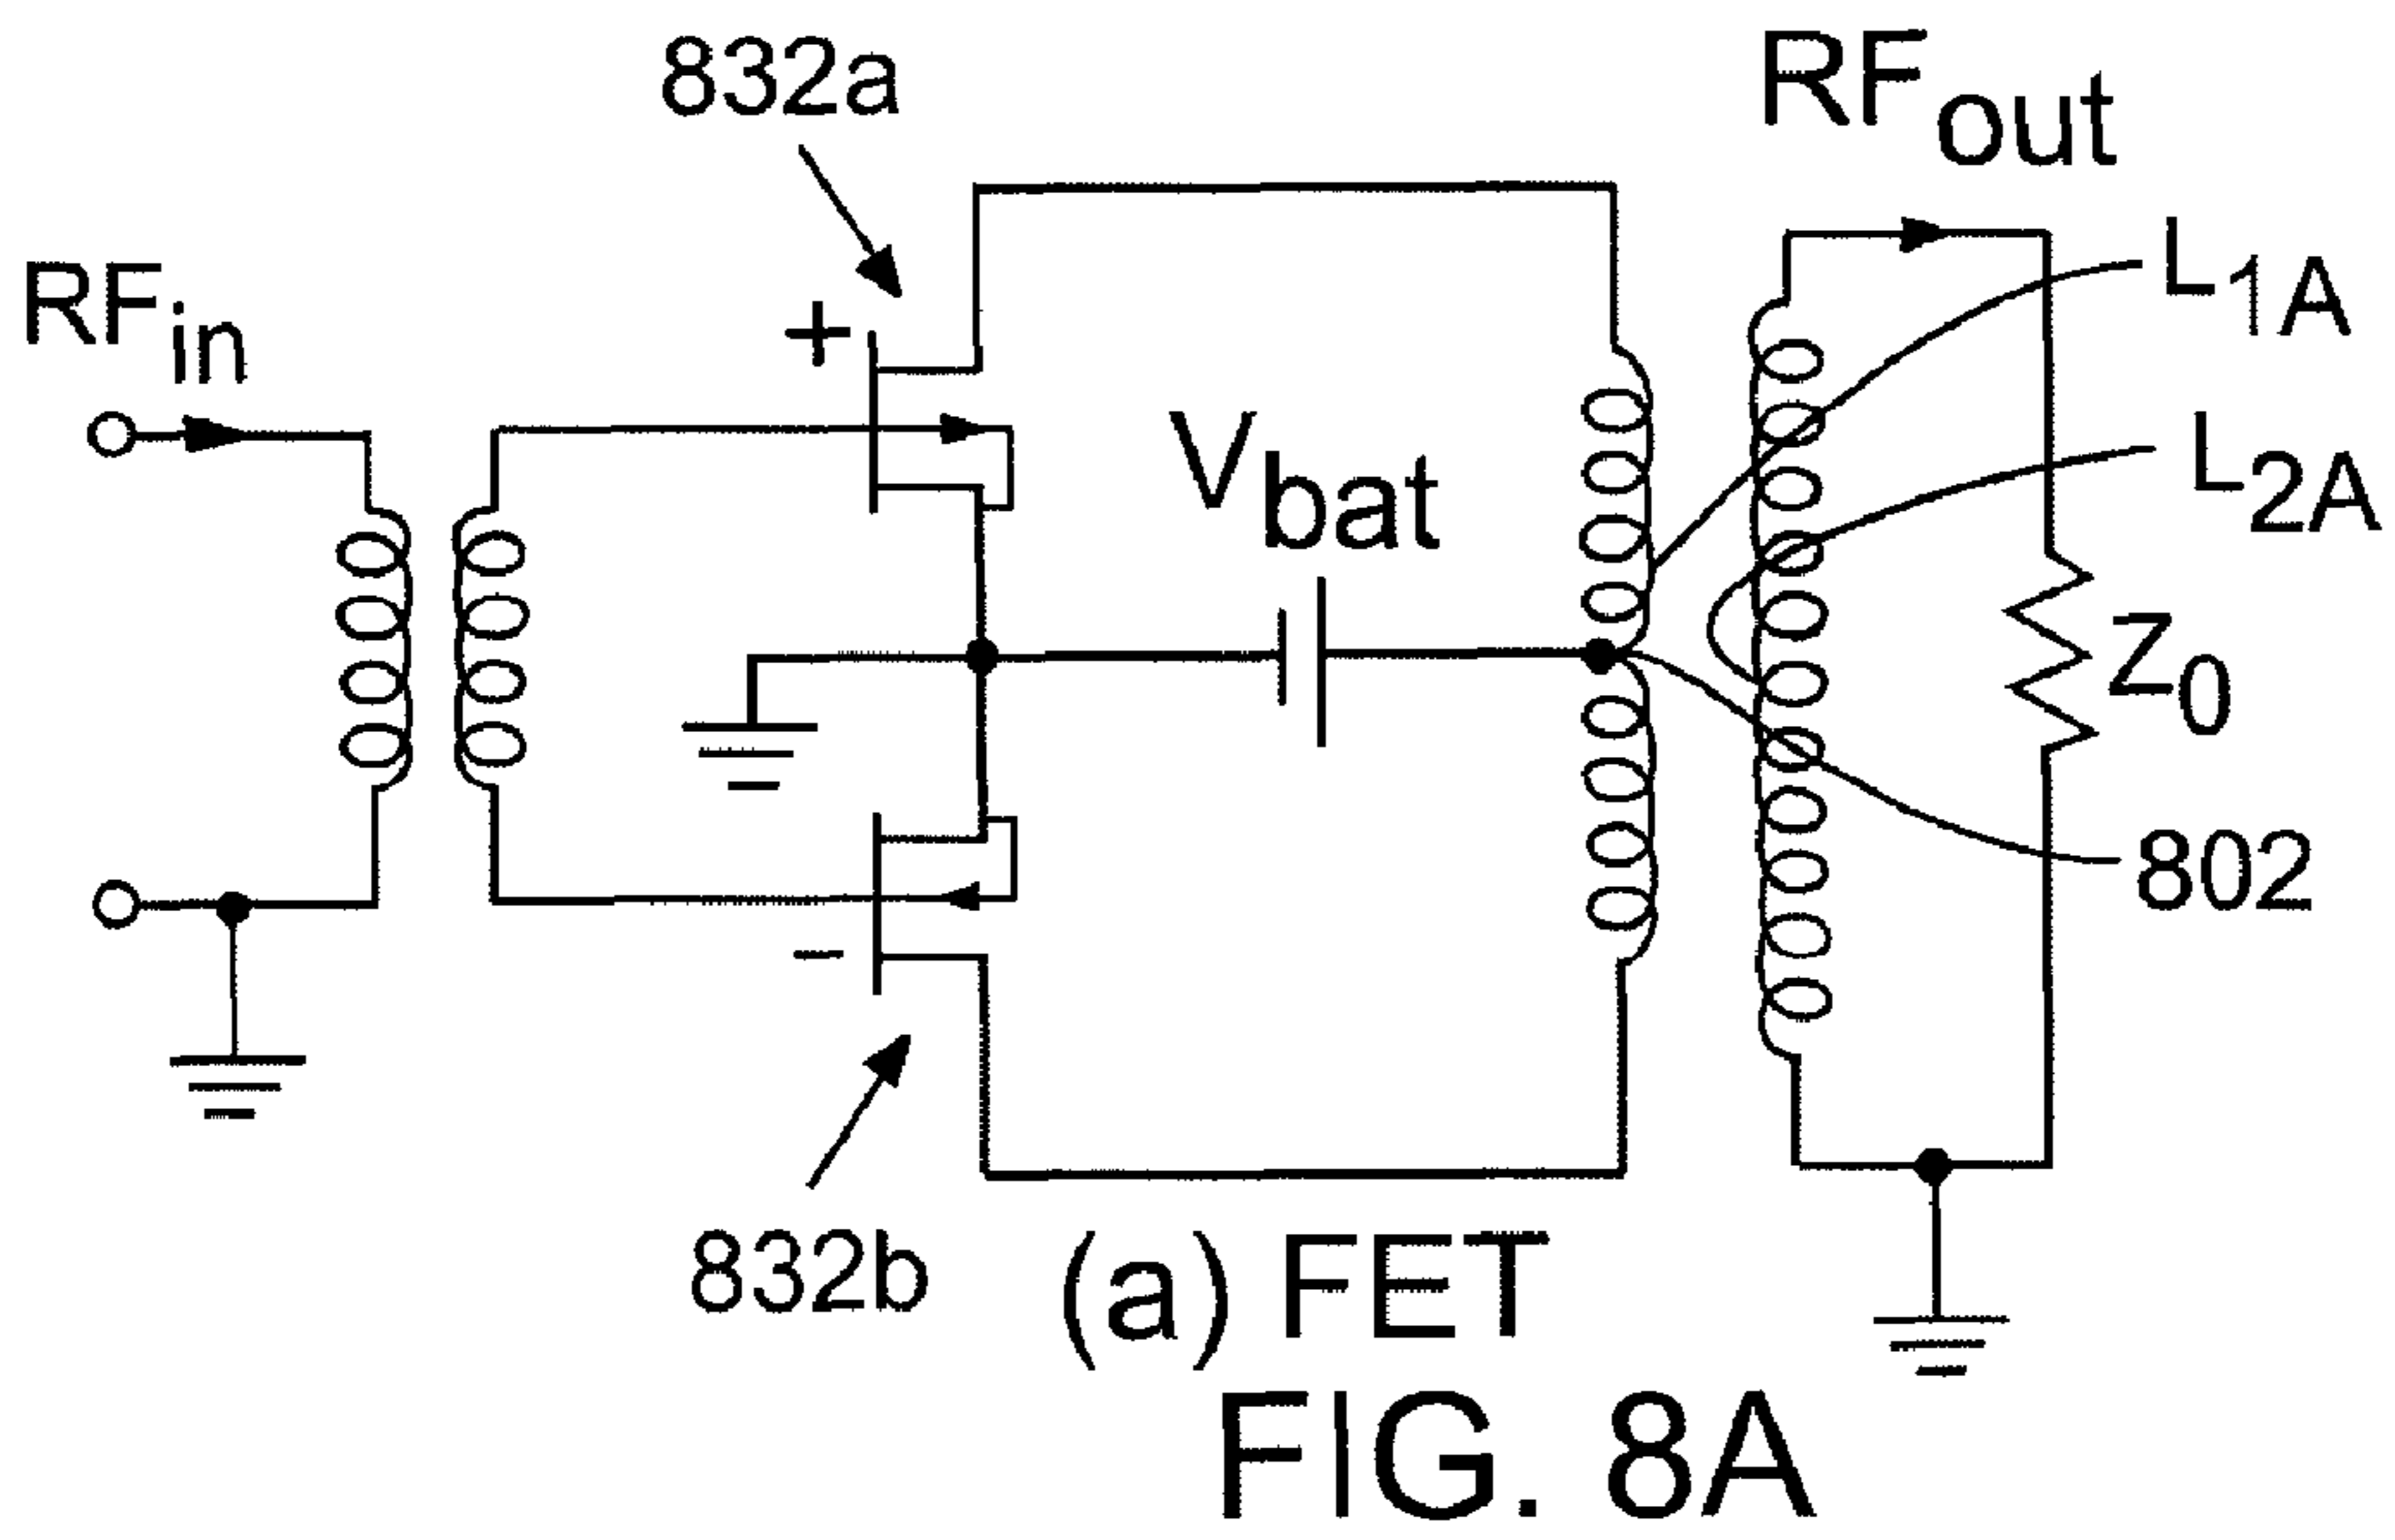 832a
RFout
RFin
+
L1A
Vbat
L2A
Z0
802
-
832b
(a) FET
FIG. 8A